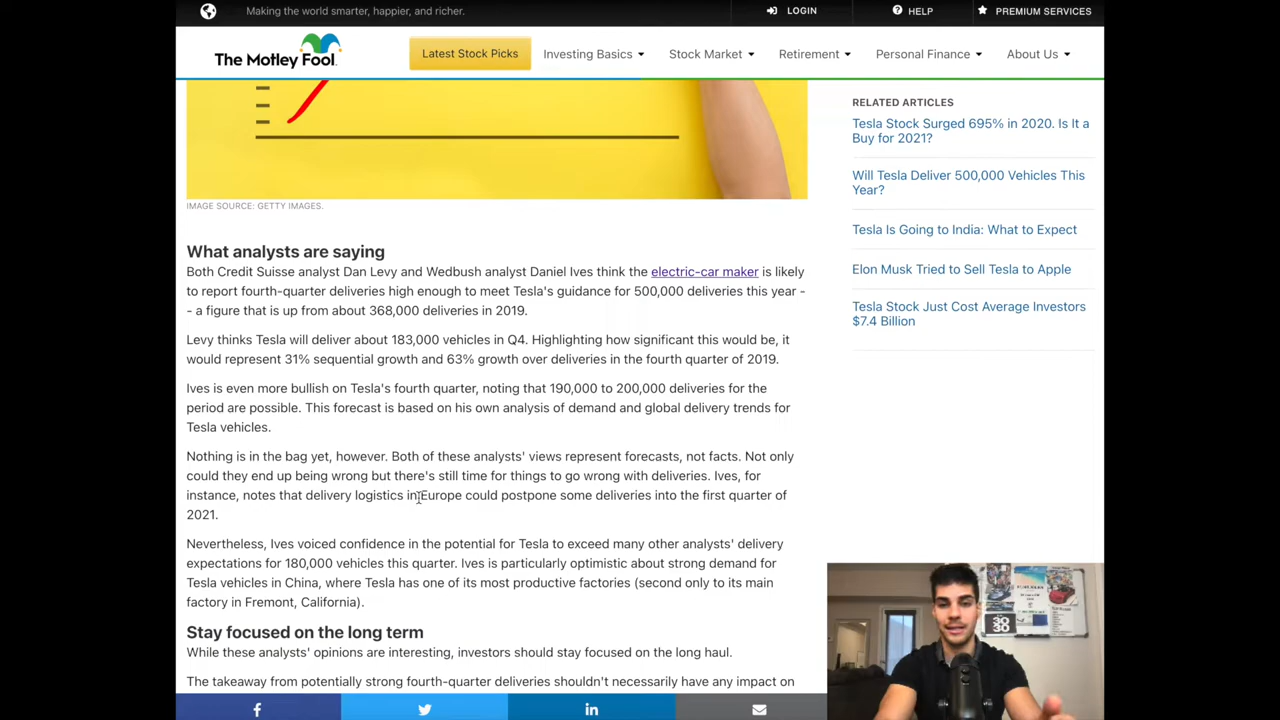 Making the world smarter, happier, and richer.
LOGIN
HELP
PREMIUM SERVICES
The Motley Fool.
Latest Stock Picks
Investing Basics
Stock Market
Retirement
Personal Finance
About Us
IMAGE SOURCE: GETTY IMAGES.
What analysts are saying
Both Credit Suisse analyst Dan Levy and Wedbush analyst Daniel Ives think the electric-car maker is likely
to report fourth-quarter deliveries high enough to meet Tesla's guidance for 500,000 deliveries this year -
- a figure that is up from about 368,000 deliveries in 2019.
Levy thinks Tesla will deliver about 183,000 vehicles in Q4. Highlighting how significant this would be, it
would represent 31% sequential growth and 63% growth over deliveries in the fourth quarter of 2019.
Ives is even more bullish on Tesla's fourth quarter, noting that 190,000 to 200,000 deliveries for the
period are possible. This forecast is based on his own analysis of demand and global delivery trends for
Tesla vehicles.
Nothing is in the bag yet, however. Both of these analysts' views represent forecasts, not facts. Not only
could they end up being wrong but there's still time for things to go wrong with deliveries. Ives, for
instance, notes that delivery logistics in Europe could postpone some deliveries into the first quarter of
2021.
Nevertheless, Ives voiced confidence in the potential for Tesla to exceed many other analysts' delivery
expectations for 180,000 vehicles this quarter. Ives is particularly optimistic about strong demand for
Tesla vehicles in China, where Tesla has one of its most productive factories (second only to its main
factory in Fremont, California).
Stay focused on the long term
While these analysts' opinions are interesting, investors should stay focused on the long haul.
The takeaway from potentially strong fourth-quarter deliveries shouldn't necessarily have any impact on
RELATED ARTICLES
Tesla Stock Surged 695% in 2020. Is It a
Buy for 2021?
Will Tesla Deliver 500,000 Vehicles This
Year?
Tesla Is Going to India: What to Expect
Elon Musk Tried to Sell Tesla to Apple
Tesla Stock Just Cost Average Investors
$7.4 Billion
30
30